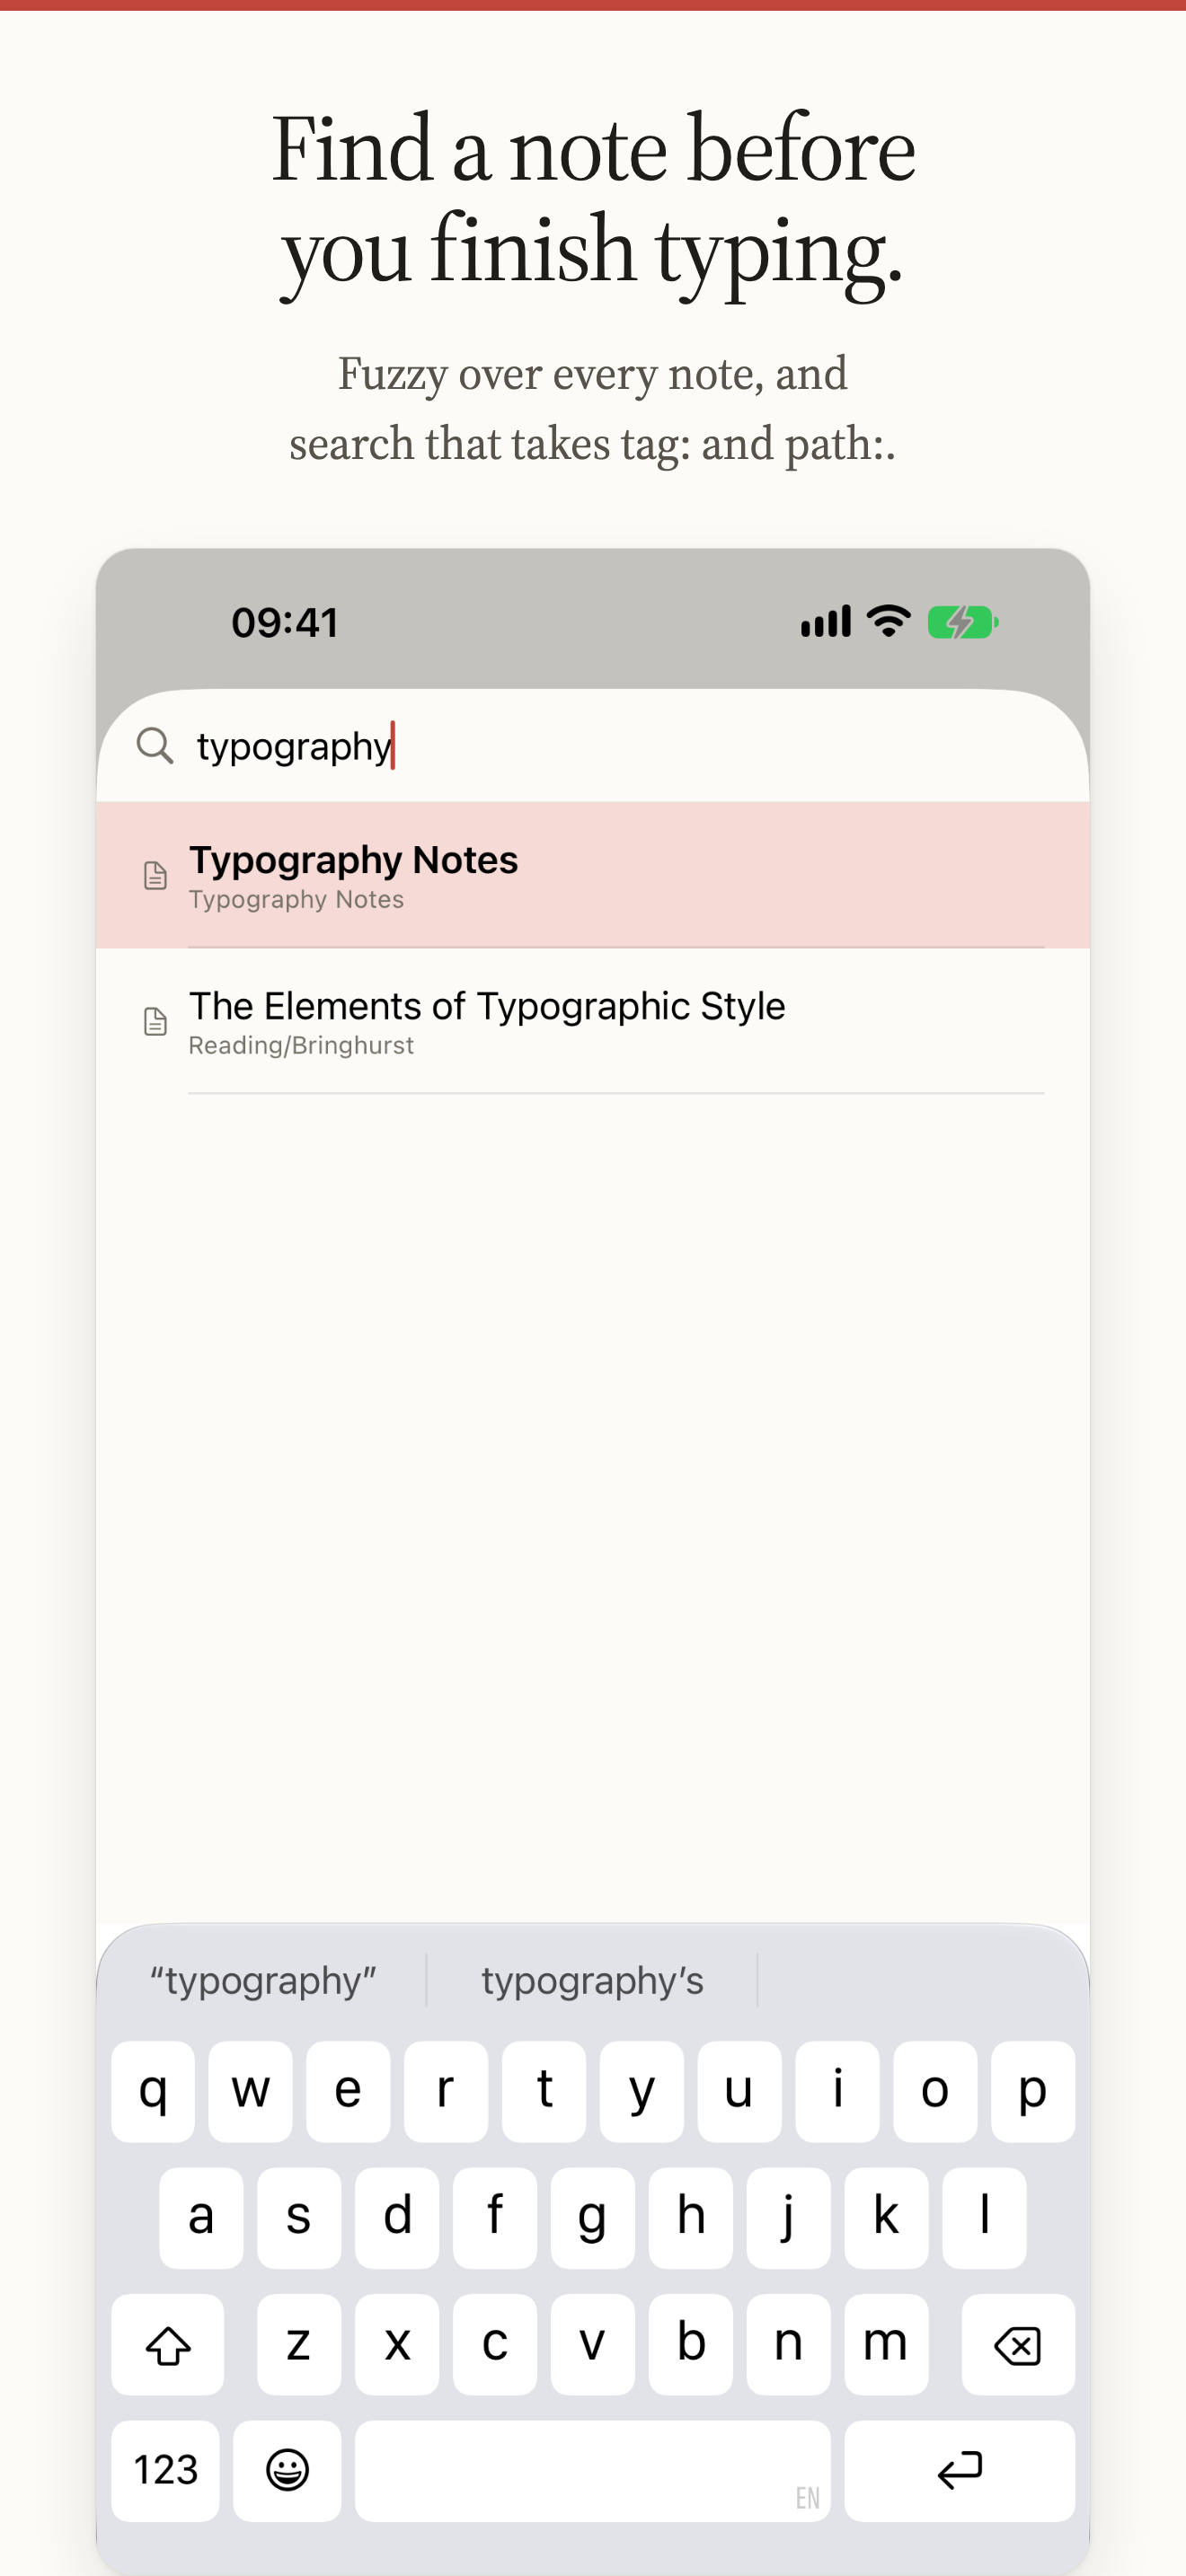 Find a note before
you finish typing.
Fuzzy over every note, and
search that takes tag: and path:.
09:41
typography
Typography Notes
Typography Notes
The Elements of Typographic Style
Reading/Bringhurst
“typography” typography’s
q w e r t y u i o p
a s d f g h j k l
z x c v b n m
123
EN